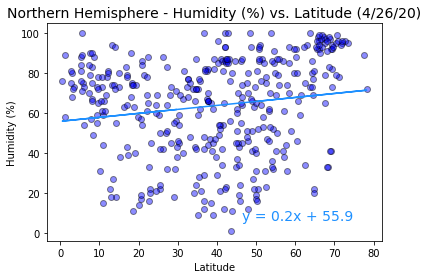 Northern Hemisphere - Humidity (%) vs. Latitude (4/26/20)
100
80
60
40
20
0
Humidity (%)
y = 0.2x + 55.9
0 10 20 30 40 50 60 70 80
Latitude